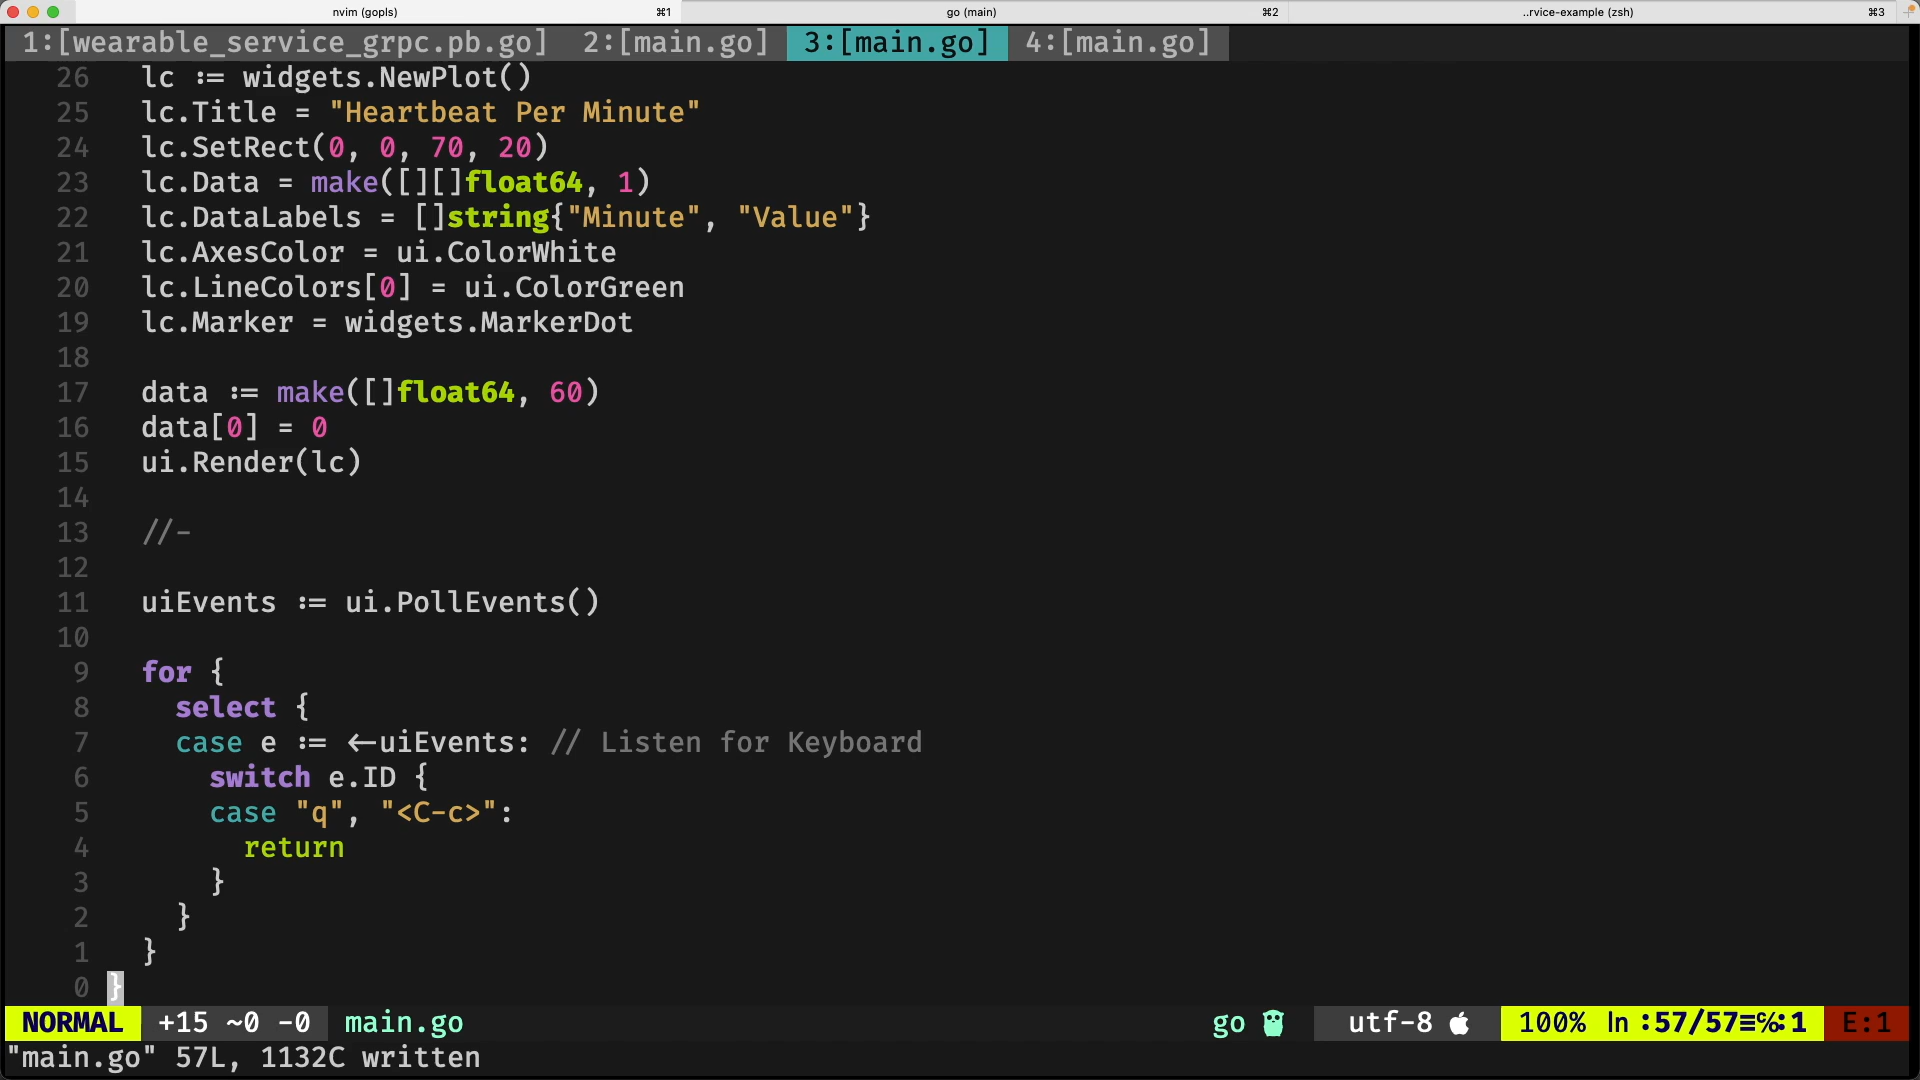 nvim (gopls) ⌘1 go (main) ⌘2 ..rvice-example (zsh) ⌘3
1:[wearable_service_grpc.pb.go] 2:[main.go] 3:[main.go] 4:[main.go]
26 lc := widgets.NewPlot()
25 lc.Title = "Heartbeat Per Minute"
24 lc.SetRect(0, 0, 70, 20)
23 lc.Data = make([][]float64, 1)
22 lc.DataLabels = []string{"Minute", "Value"}
21 lc.AxesColor = ui.ColorWhite
20 lc.LineColors[0] = ui.ColorGreen
19 lc.Marker = widgets.MarkerDot
18
17 data := make([]float64, 60)
16 data[0] = 0
15 ui.Render(lc)
14
13 //-
12
11 uiEvents := ui.PollEvents()
10
9 for {
8 select {
7 case e := <-uiEvents: // Listen for Keyboard
6 switch e.ID {
5 case "q", "<C-c>":
4 return
3 }
2 }
1 }
0 }
NORMAL +15 ~0 -0 main.go go utf-8 100% ln :57/57≡℅:1 E:1
"main.go" 57L, 1132C written